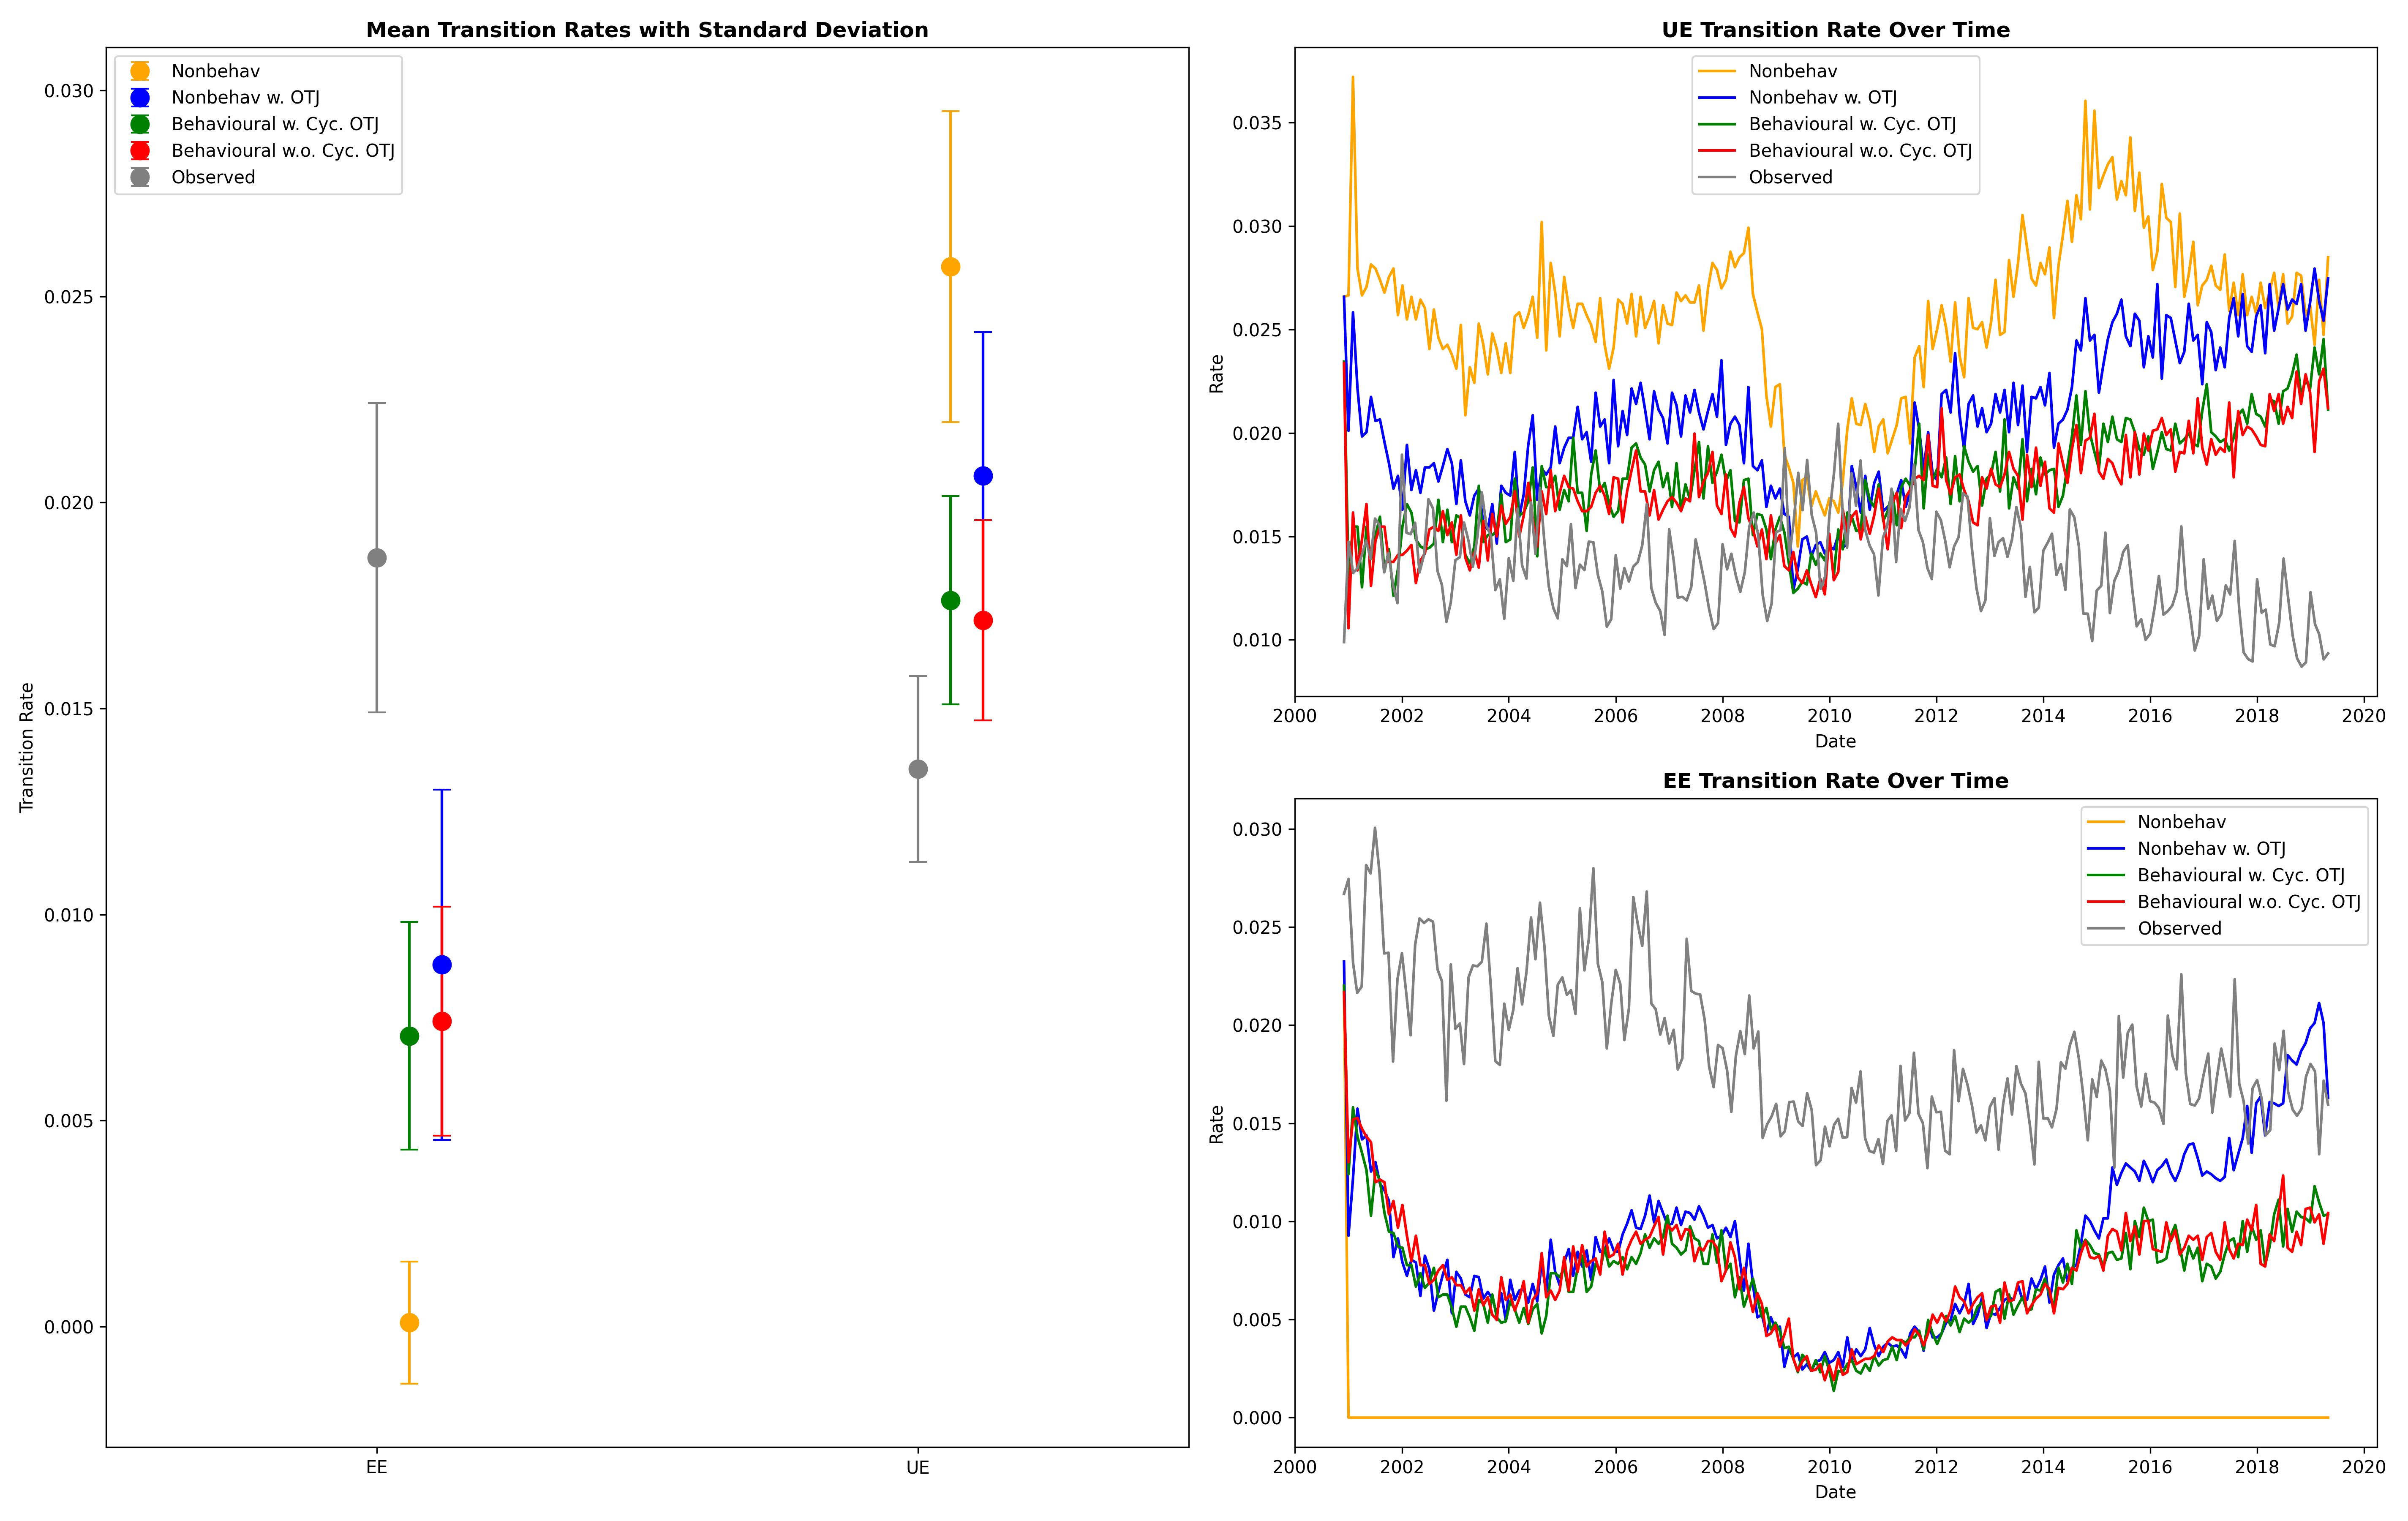 Mean Transition Rates with Standard Deviation
Transition Rate
0.030
0.025
0.020
0.015
0.010
0.005
0.000
EE
UE
Nonbehav
Nonbehav w. OTJ
Behavioural w. Cyc. OTJ
Behavioural w.o. Cyc. OTJ
Observed
UE Transition Rate Over Time
Rate
0.035
0.030
0.025
0.020
0.015
0.010
Nonbehav
Nonbehav w. OTJ
Behavioural w. Cyc. OTJ
Behavioural w.o. Cyc. OTJ
Observed
2000 2002 2004 2006 2008 2010 2012 2014 2016 2018 2020
Date
EE Transition Rate Over Time
Rate
0.030
0.025
0.020
0.015
0.010
0.005
0.000
Nonbehav
Nonbehav w. OTJ
Behavioural w. Cyc. OTJ
Behavioural w.o. Cyc. OTJ
Observed
2000 2002 2004 2006 2008 2010 2012 2014 2016 2018 2020
Date